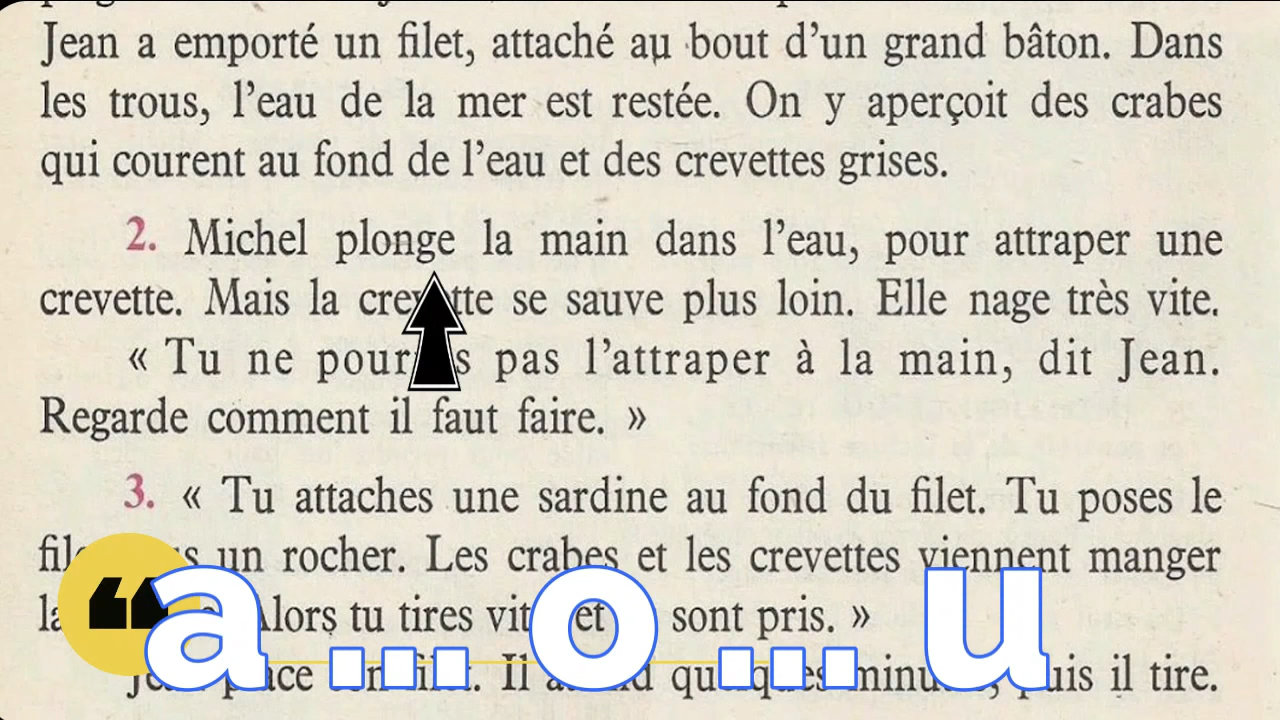 Jean a emporté un filet, attaché au bout d'un grand bâton. Dans
les trous, l'eau de la mer est restée. On y aperçoit des crabes
qui courent au fond de l'eau et des crevettes grises.
2. Michel plonge la main dans l'eau, pour attraper une
crevette. Mais la se sauve plus loin. Elle nage très vite.
« Tu ne pas l'attraper à la main, dit Jean.
Regarde comment il faut faire. »
3. « Tu attaches une sardine au fond du filet. Tu poses le
un rocher. Les crabes et les crevettes viennent manger
Alors tu tires et sont pris. »
a ... o ... u
Il minutes, puis il tire.